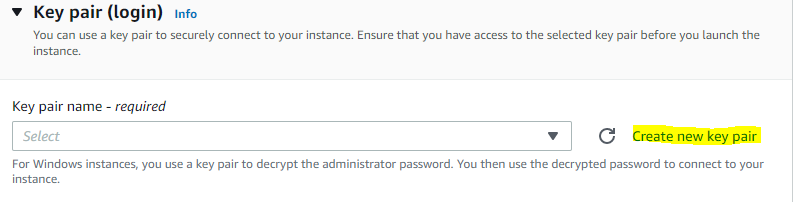 Key pair (login) Info
You can use a key pair to securely connect to your instance. Ensure that you have access to the selected key pair before you launch the
instance.
Key pair name - required
Select
Create new key pair
For Windows instances, you use a key pair to decrypt the administrator password. You then use the decrypted password to connect to your
instance.